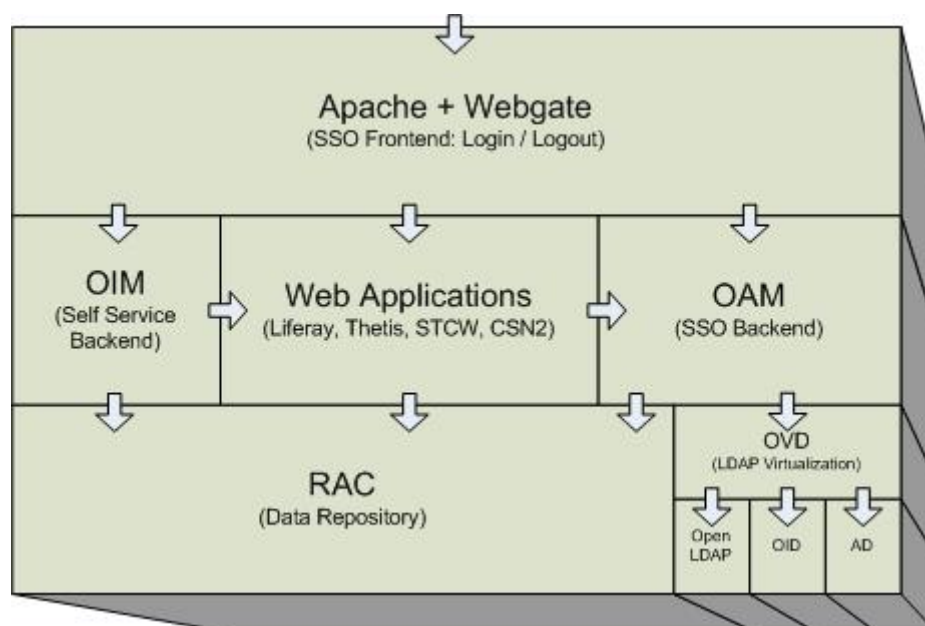 Apache + Webgate
(SSO Frontend: Login / Logout)
OIM
(Self Service
Backend)
Web Applications
(Liferay, Thetis, STCW, CSN2)
OAM
(SSO Backend)
RAC
(Data Repository)
OVD
(LDAP Virtualization)
Open
LDAP
OID
AD